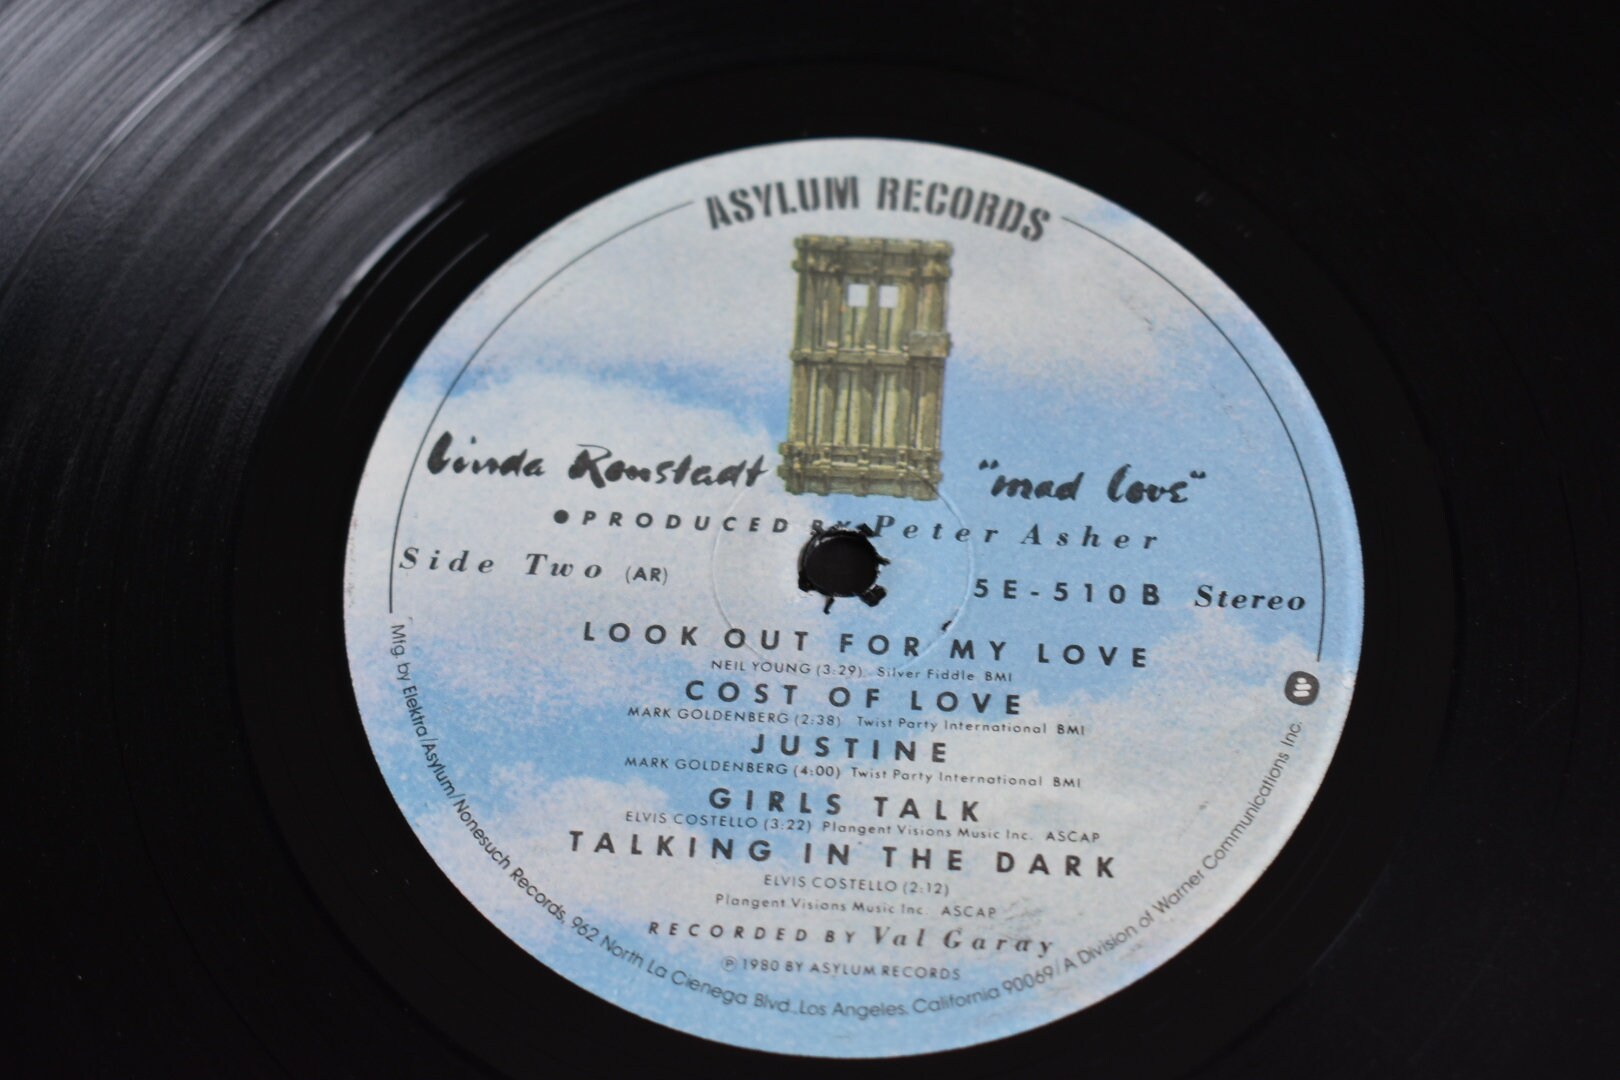 ASYLUM RECORDS
Linda Ronstadt "mad love"
●PRODUCED BY Peter Asher
Side Two (AR)
5E-510B Stereo
LOOK OUT FOR MY LOVE
NEIL YOUNG (3:29) Silver Fiddle BMI
COST OF LOVE
MARK GOLDENBERG (2:38) Twist Party International BMI
JUSTINE
MARK GOLDENBERG (4:00) Twist Party International BMI
GIRLS TALK
ELVIS COSTELLO (3:22) Plangent Visions Music Inc. ASCAP
TALKING IN THE DARK
ELVIS COSTELLO (2:12)
Plangent Visions Music Inc. ASCAP
RECORDED BY Val Garay
℗ 1980 BY ASYLUM RECORDS
Mfg. by Elektra/Asylum/Nonesuch Records, 962 North La Cienega Blvd., Los Angeles, California 90069/A Division of Warner Communications Inc.